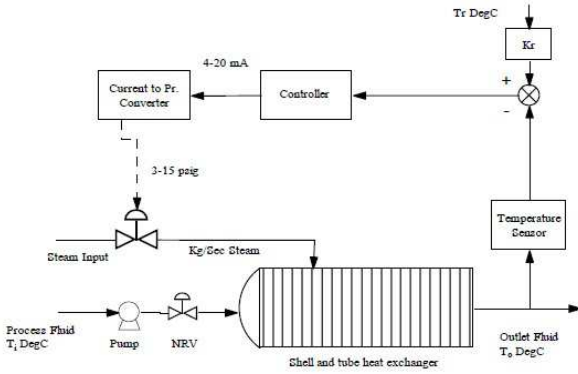 Tr DegC
Kr
4-20 mA
Current to Pr.
Converter
Controller
+
-
3-15 psig
Temperature
Sensor
Steam Input
Kg/Sec Steam
Process Fluid
Ti DegC
Pump
NRV
Outlet Fluid
To DegC
Shell and tube heat exchanger